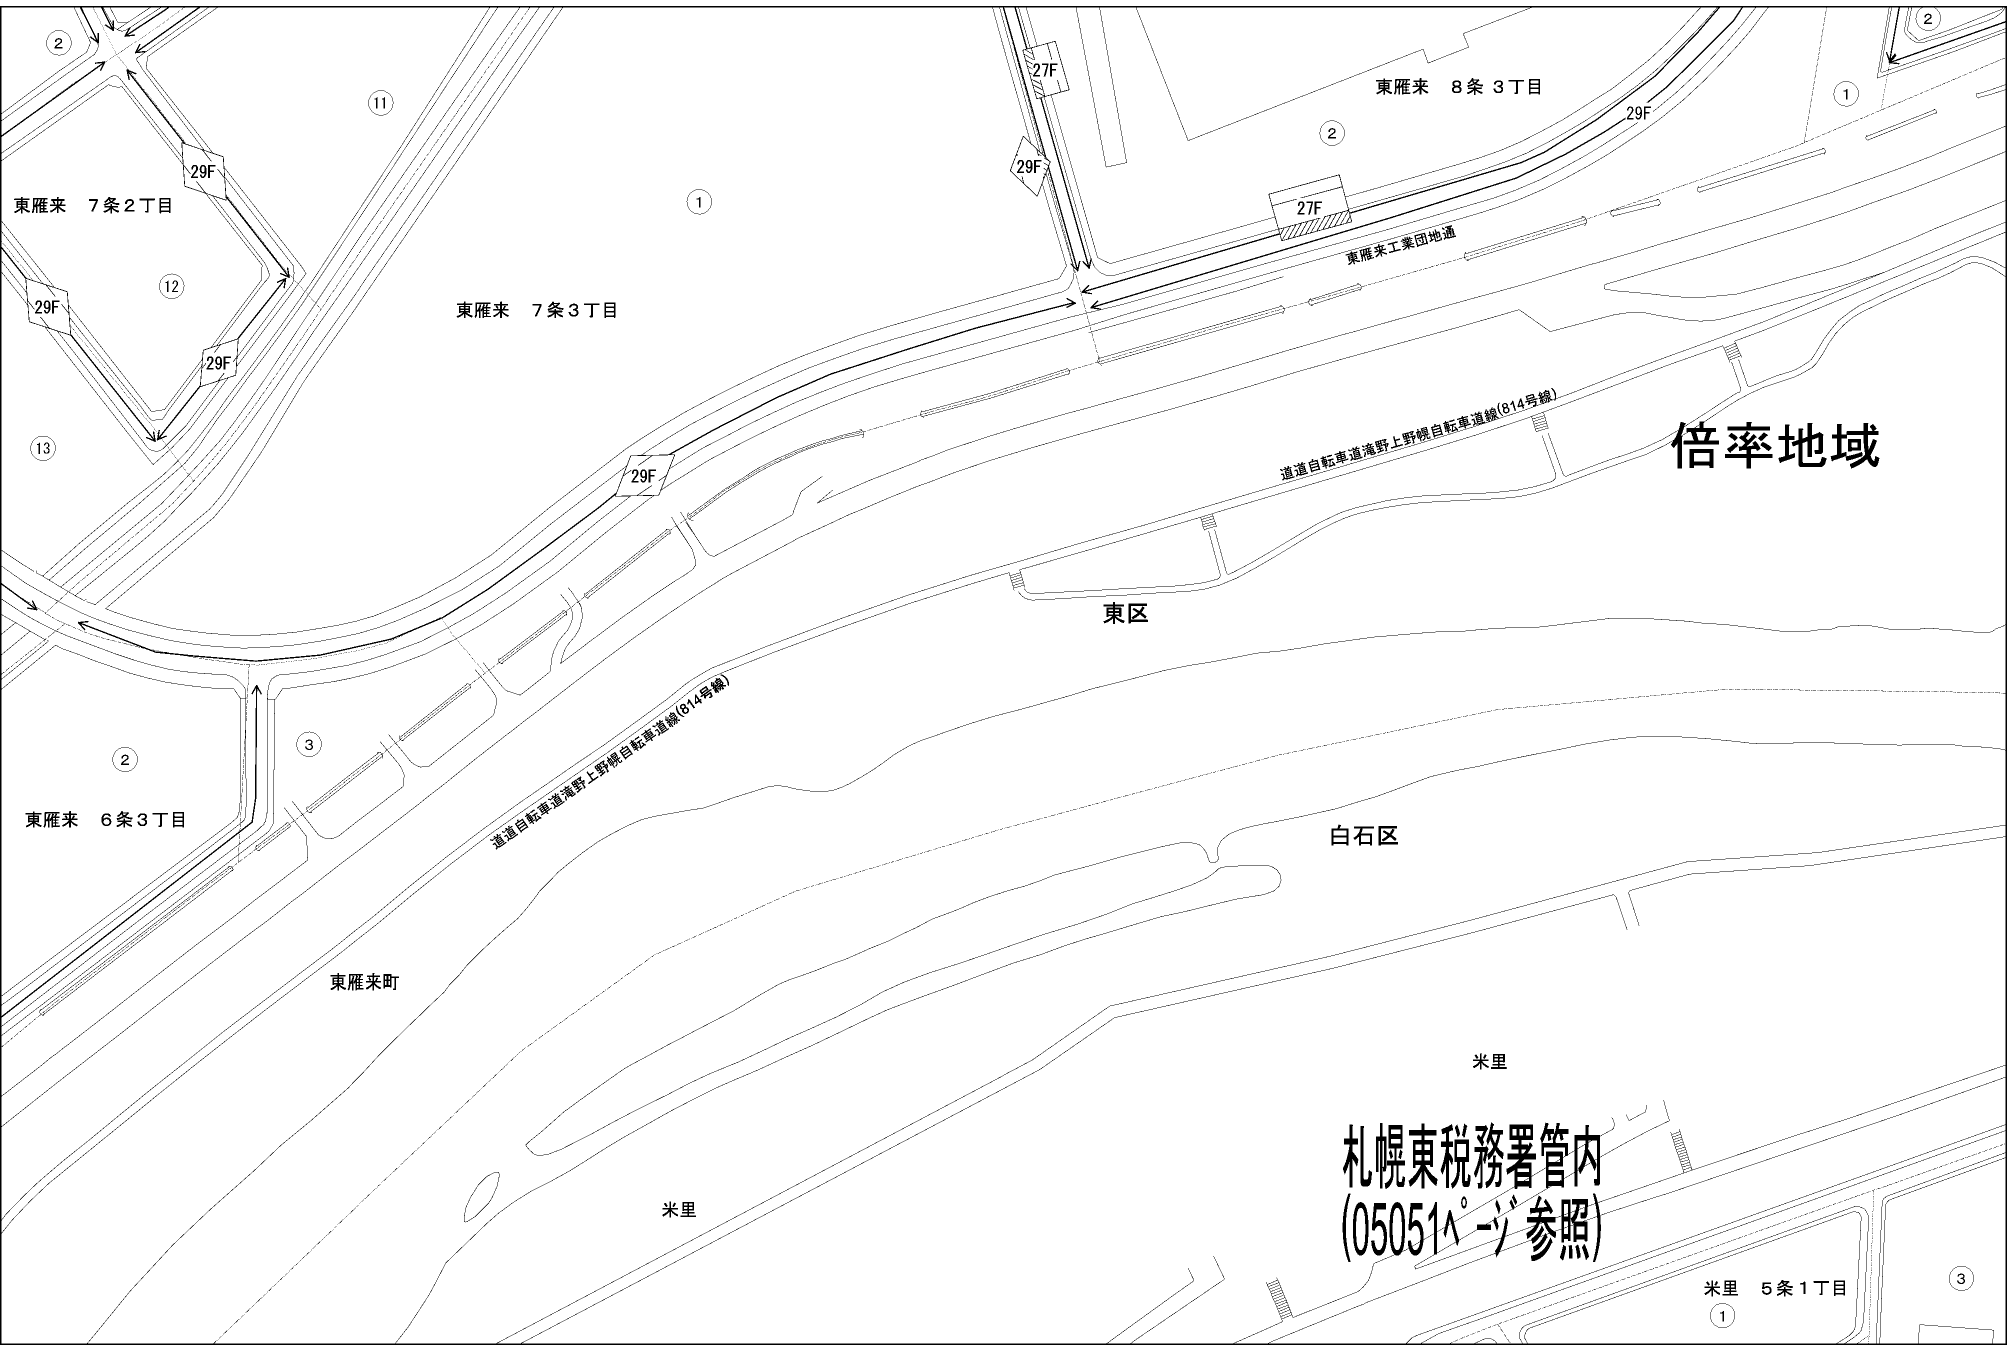 ②
⑪
①
27F
29F
東雁来　８条３丁目
②
29F
①
②
29F
東雁来　７条２丁目
⑫
29F
29F
⑬
東雁来　７条３丁目
27F
東雁来工業団地通
29F
道道自転車道滝野上野幌自転車道線(814号線)
倍率地域
東区
道道自転車道滝野上野幌自転車道線(814号線)
③
②
東雁来　６条３丁目
白石区
東雁来町
米里
米里
札幌東税務署管内
(05051ﾍﾟｰｼﾞ参照)
米里　５条１丁目
①
③